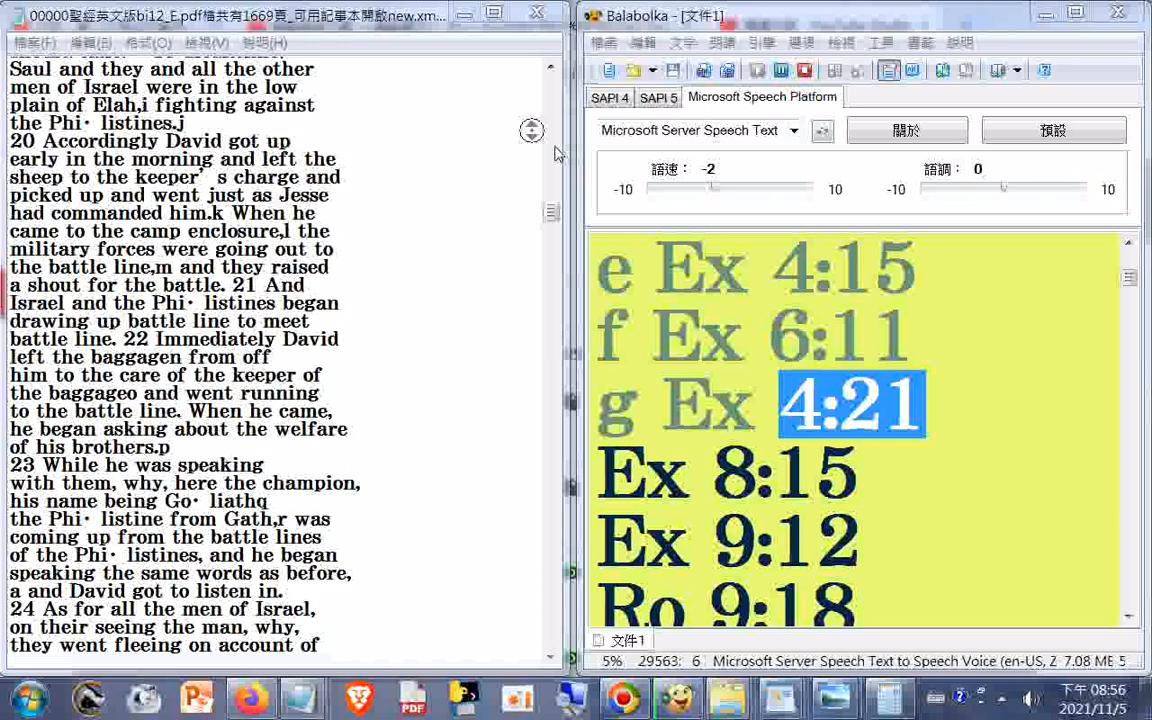 00000聖經英文版bi12_E.pdf檔共有1669頁_可用記事本開啟new.xm...
檔案(F) 編輯(E) 格式(O) 檢視(V) 說明(H)
Saul and they and all the other
men of Israel were in the low
plain of Elah,i fighting against
the Phi· listines.j
20 Accordingly David got up
early in the morning and left the
sheep to the keeper’s charge and
picked up and went just as Jesse
had commanded him.k When he
came to the camp enclosure,l the
military forces were going out to
the battle line,m and they raised
a shout for the battle. 21 And
Israel and the Phi· listines began
drawing up battle line to meet
battle line. 22 Immediately David
left the baggagen from off
him to the care of the keeper of
the baggageo and went running
to the battle line. When he came,
he began asking about the welfare
of his brothers.p
23 While he was speaking
with them, why, here the champion,
his name being Go· liathq
the Phi· listine from Gath,r was
coming up from the battle lines
of the Phi· listines, and he began
speaking the same words as before,
a and David got to listen in.
24 As for all the men of Israel,
on their seeing the man, why,
they went fleeing on account of
Balabolka - [文件1]
檔案 編輯 文字 朗讀 引擎 選項 檢視 工具 書籤 說明
SAPI 4 SAPI 5 Microsoft Speech Platform
Microsoft Server Speech Text 關於 預設
語速： -2 語調： 0
-10 10 -10 10
e Ex 4:15
f Ex 6:11
g Ex 4:21
Ex 8:15
Ex 9:12
Ro 9:18
文件1
5% 29563: 6 Microsoft Server Speech Text to Speech Voice (en-US, Z 7.08 MB 5
PDF
下午 08:56
2021/11/5